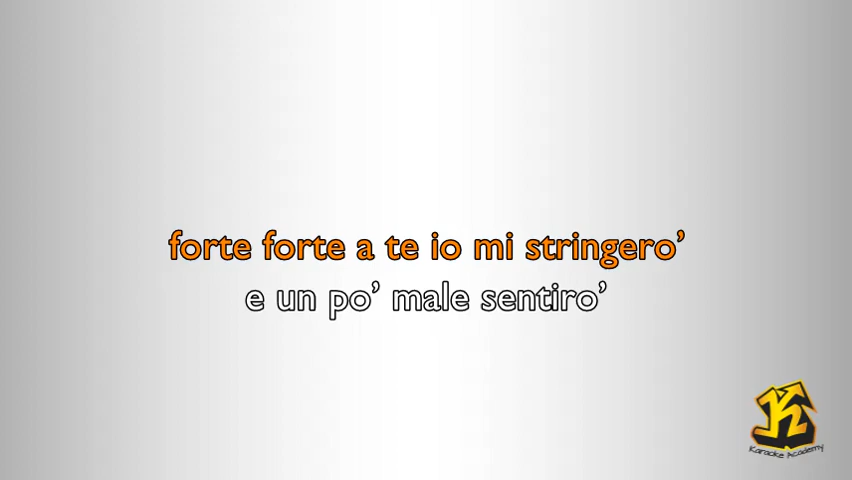 forte forte a te io mi stringero’
e un po’ male sentiro’
K
Karaoke Academy